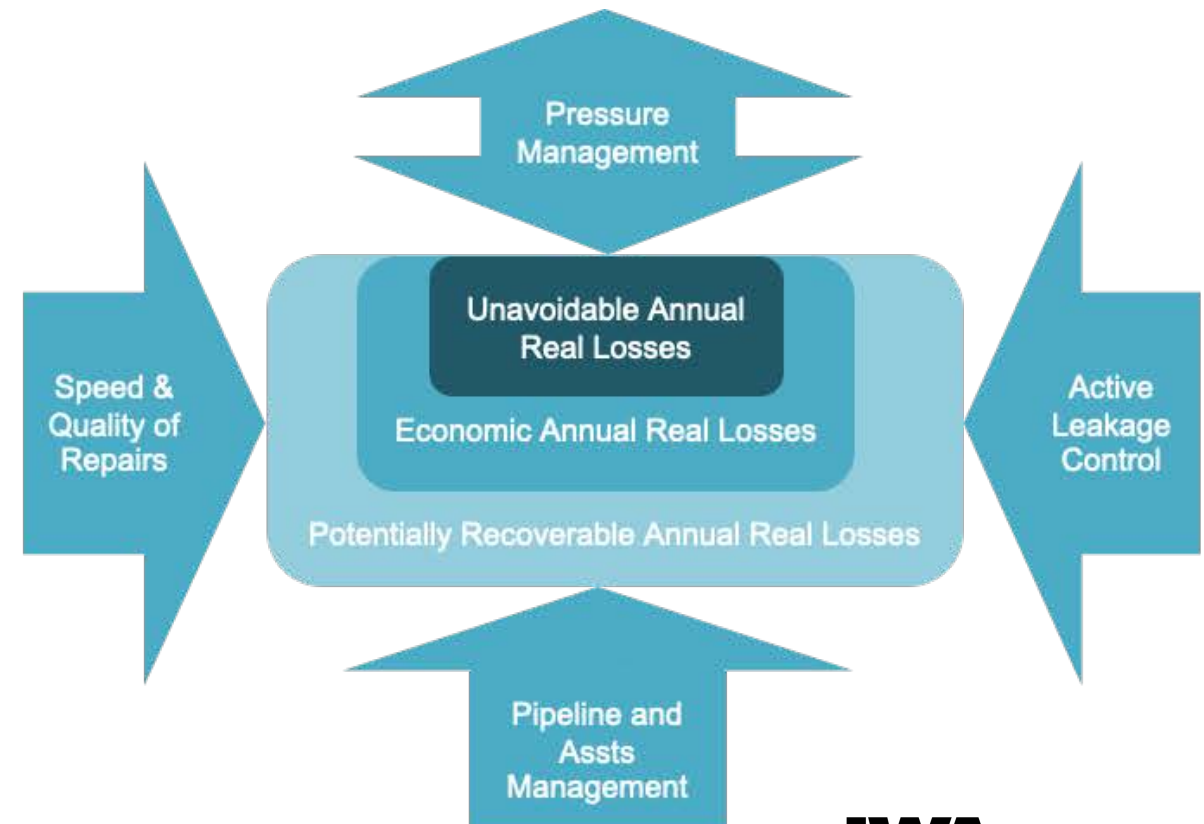 Pressure
Management
Unavoidable Annual
Real Losses
Speed &
Quality of
Repairs
Economic Annual Real Losses
Active
Leakage
Control
Potentially Recoverable Annual Real Losses
Pipeline and
Assts
Management